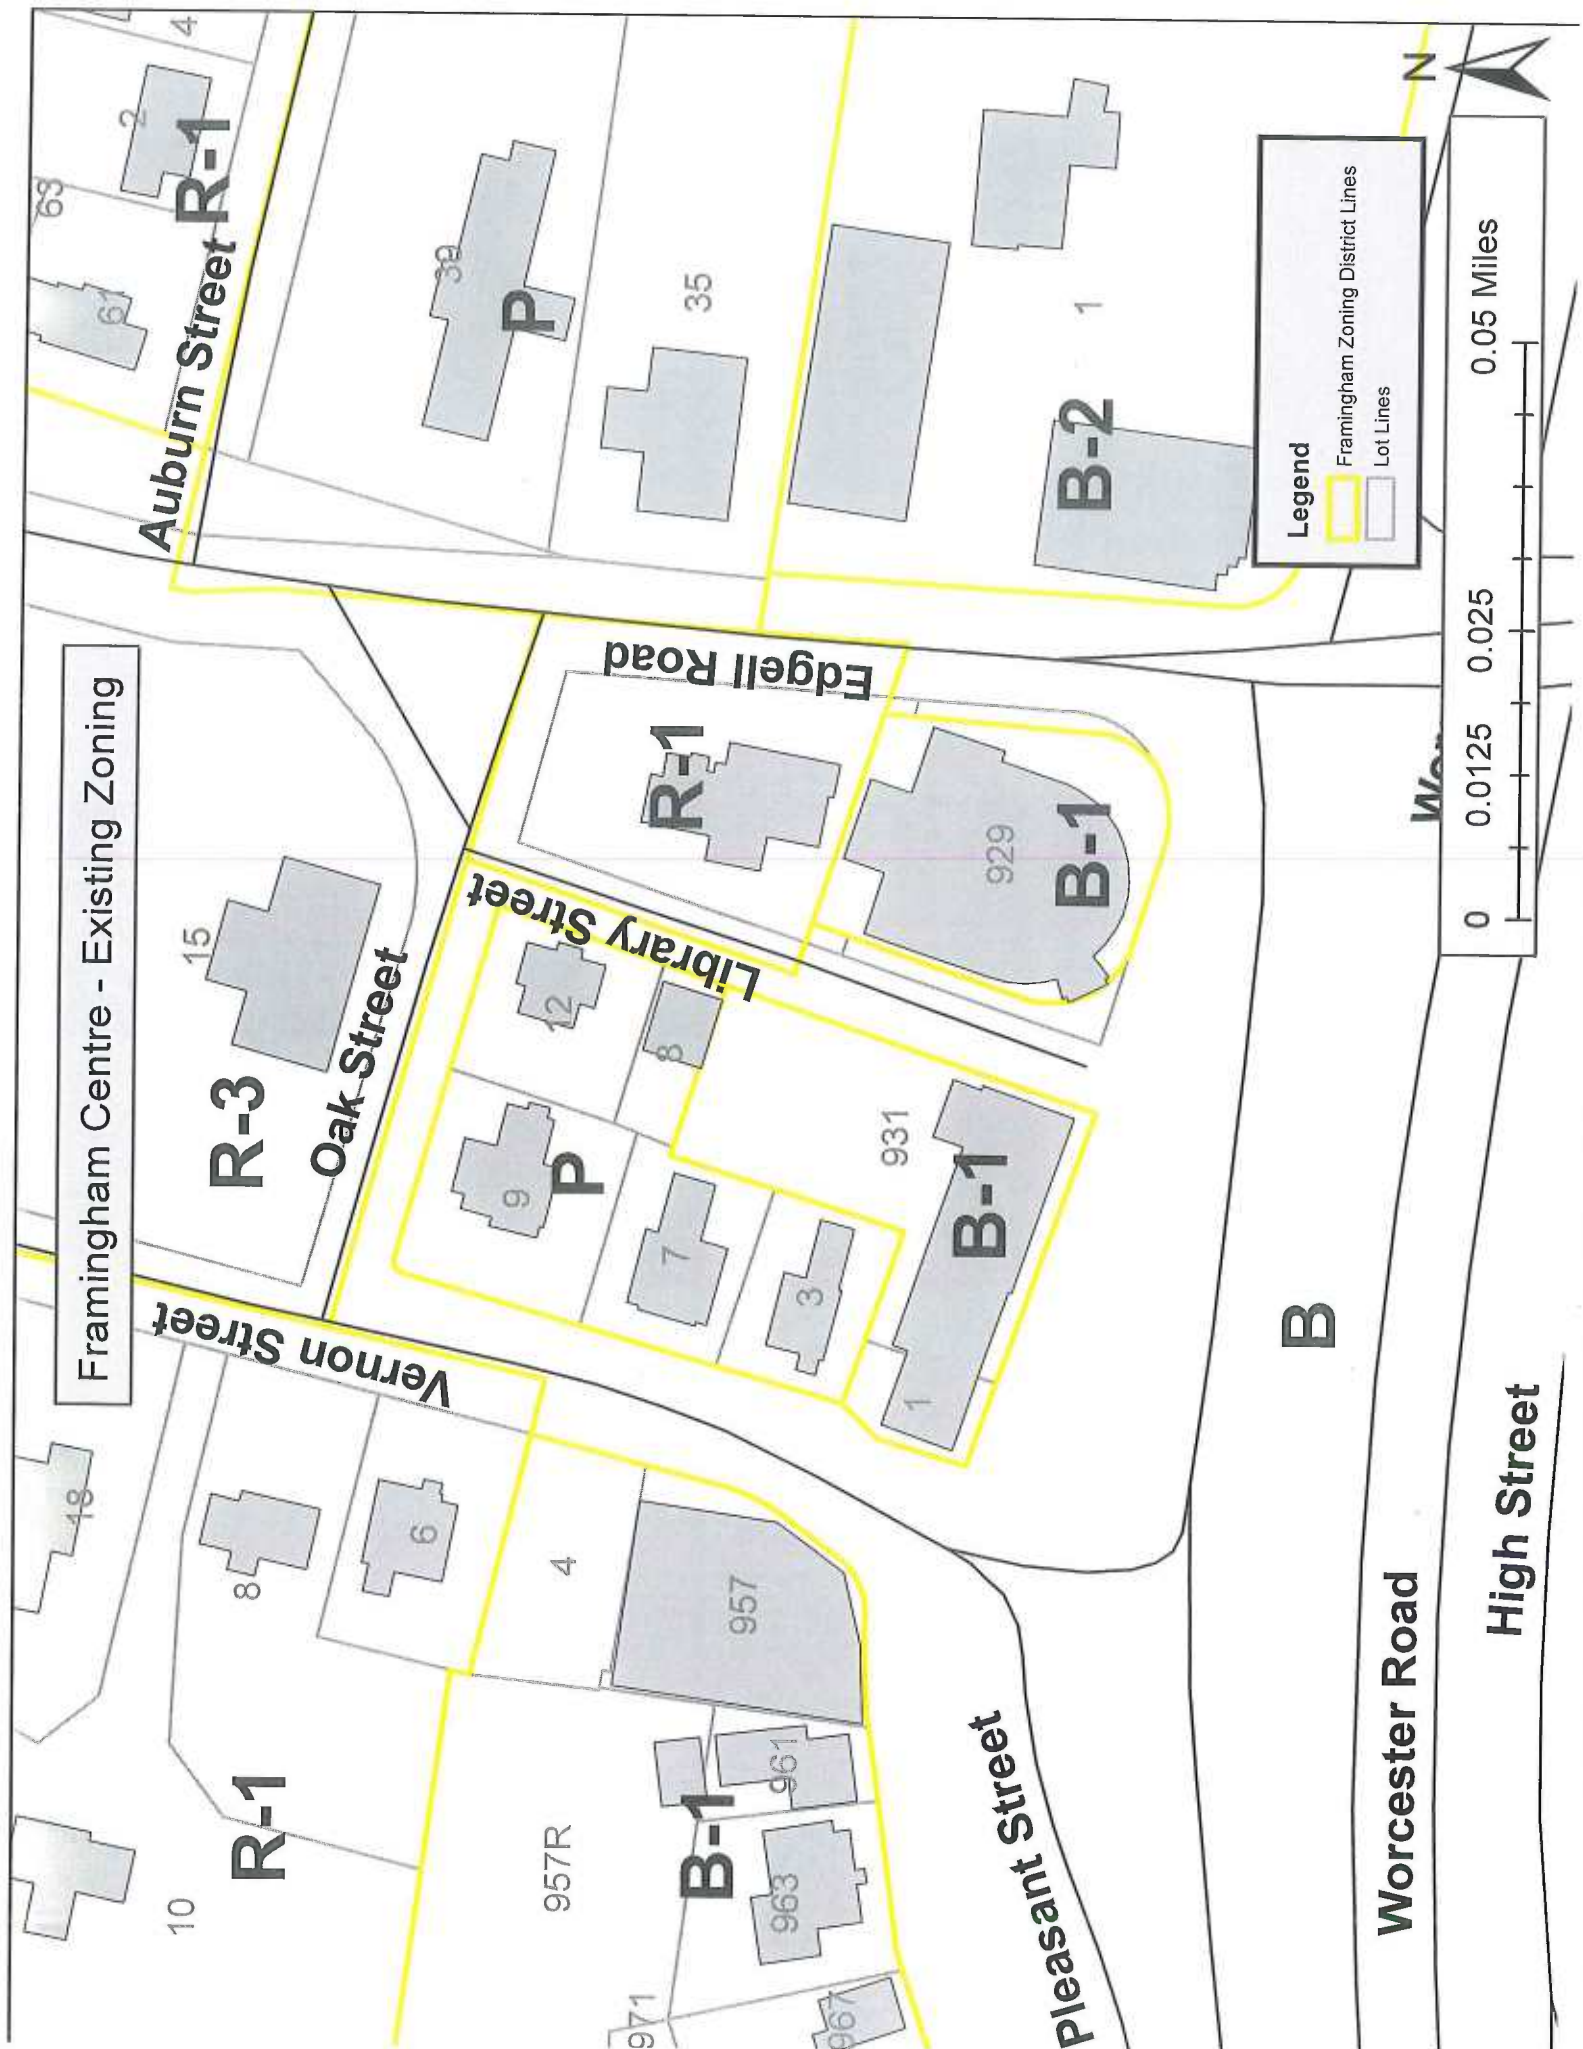 Framingham Centre - Existing Zoning
18
10
8
R-1
6
4
957R
957
B-1
961
963
971
967
Vernon Street
R-3
15
Oak Street
9
P
12
8
7
3
931
B-1
1
Library Street
R-1
929
B-1
Edgell Road
Auburn Street
61
63
2
4
R-1
39
P
35
1
B-2
Pleasant Street
B
Worcester Road
High Street
Legend
Framingham Zoning District Lines
Lot Lines
N
0 0.0125 0.025 0.05 Miles